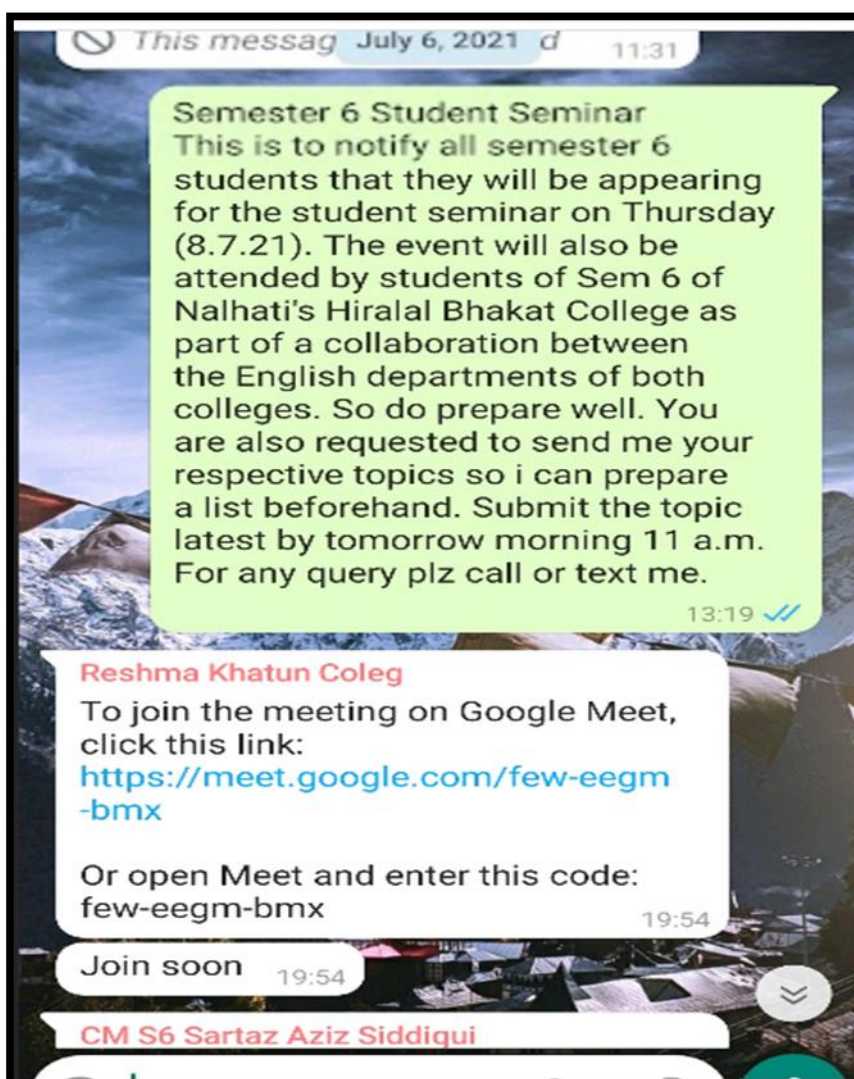 This messag July 6, 2021 d 11:31
Semester 6 Student Seminar
This is to notify all semester 6
students that they will be appearing
for the student seminar on Thursday
(8.7.21). The event will also be
attended by students of Sem 6 of
Nalhati's Hiralal Bhakat College as
part of a collaboration between
the English departments of both
colleges. So do prepare well. You
are also requested to send me your
respective topics so i can prepare
a list beforehand. Submit the topic
latest by tomorrow morning 11 a.m.
For any query plz call or text me.
13:19
Reshma Khatun Coleg
To join the meeting on Google Meet,
click this link:
https://meet.google.com/few-eegm
-bmx
Or open Meet and enter this code:
few-eegm-bmx
19:54
Join soon 19:54
CM S6 Sartaz Aziz Siddiqui